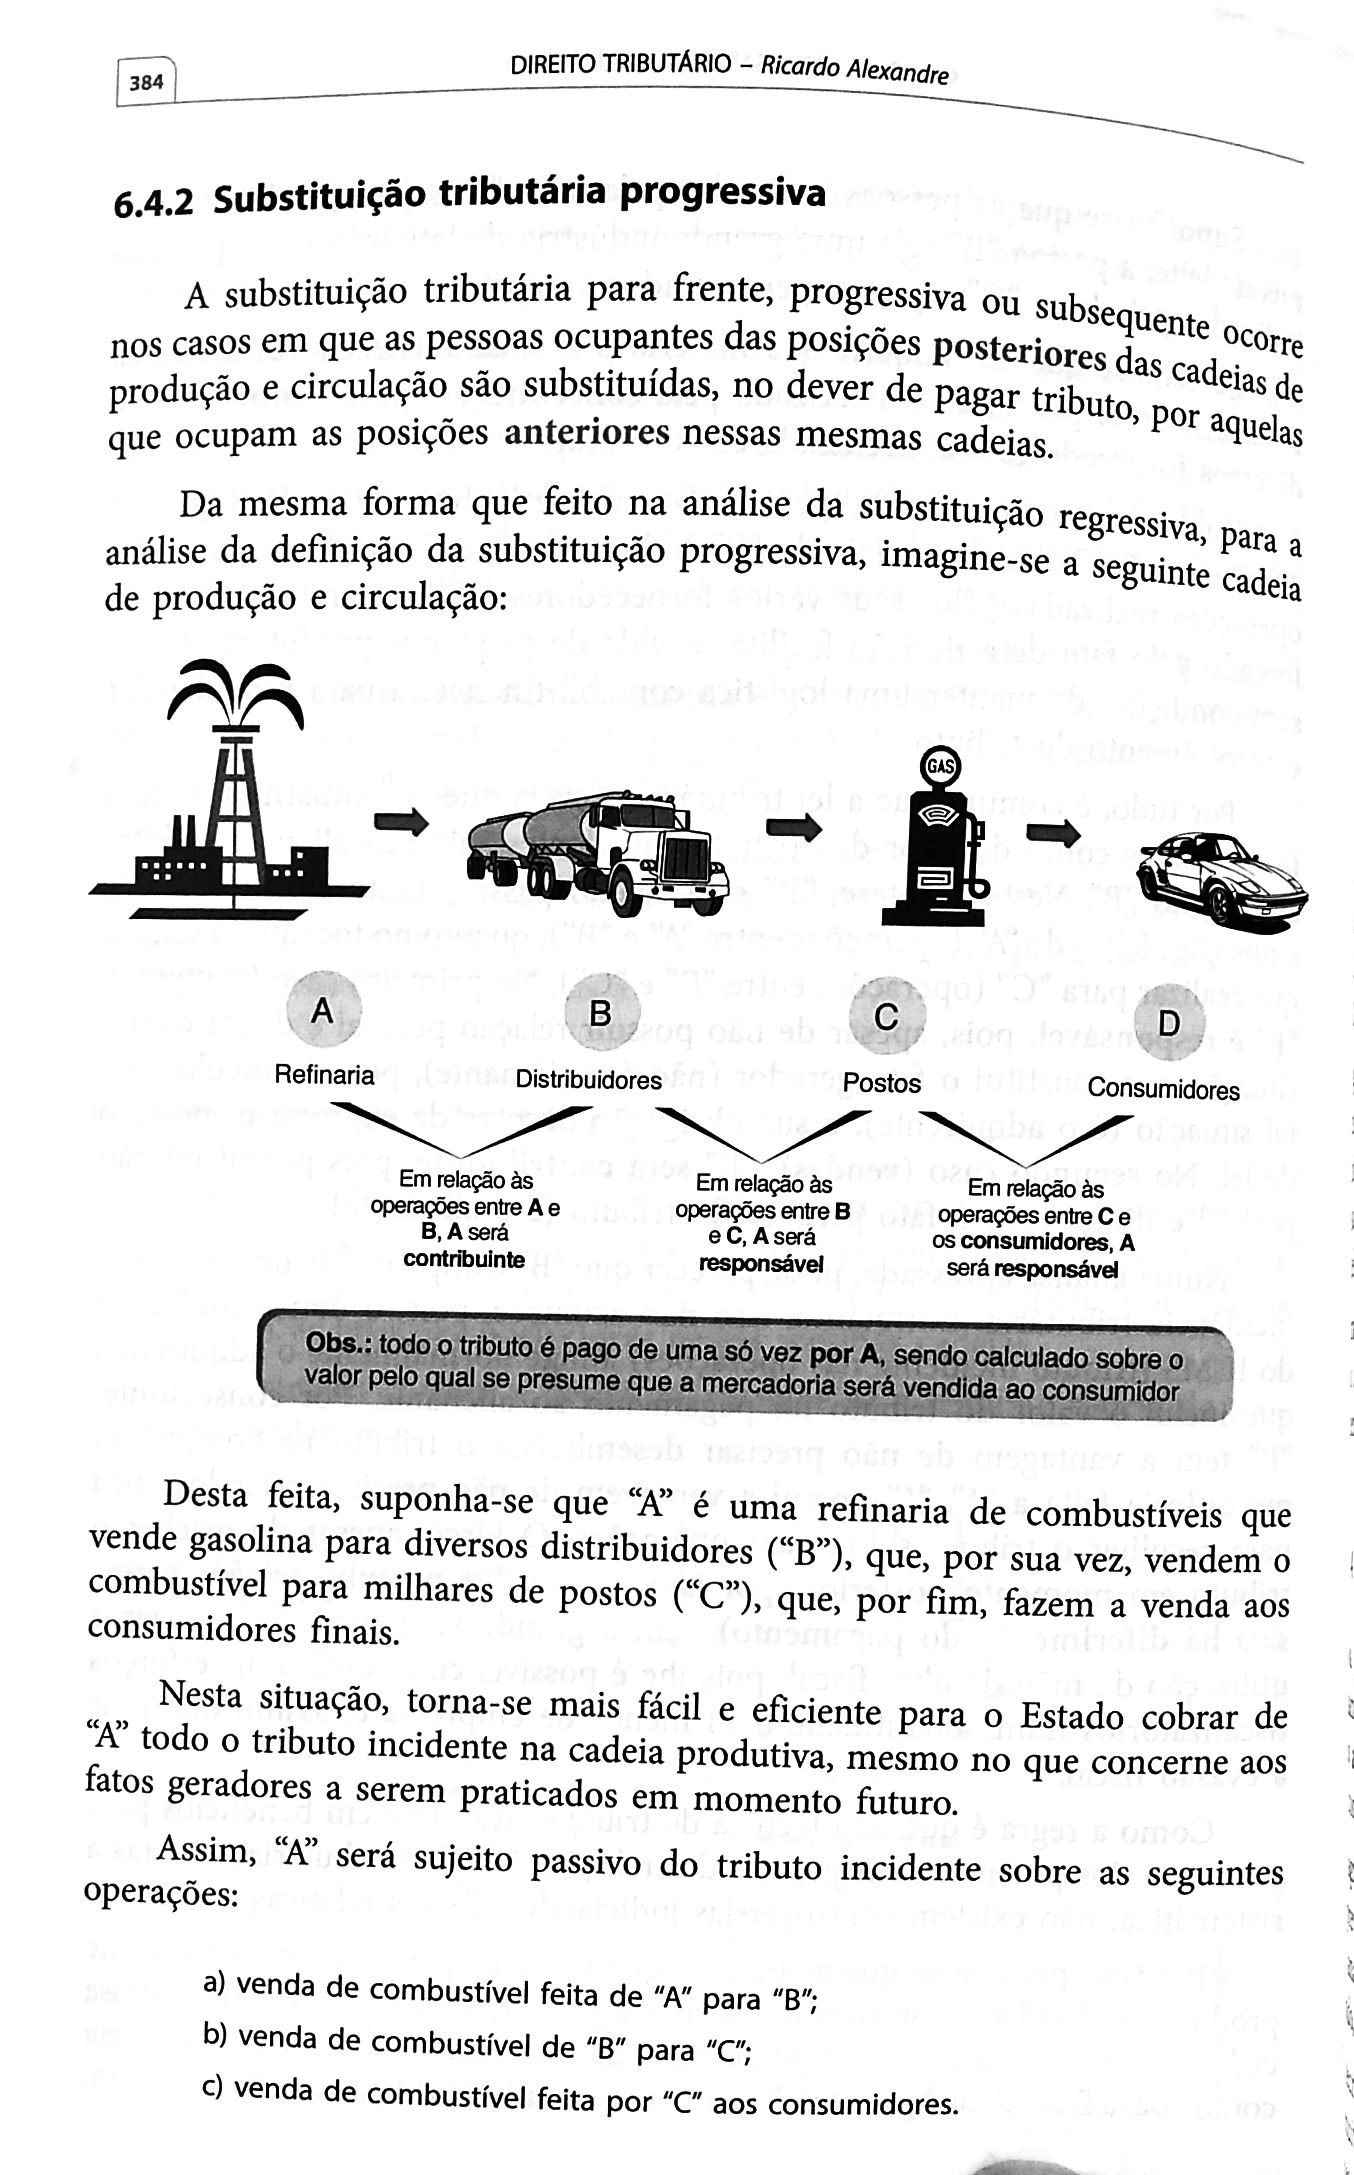 384
DIREITO TRIBUTÁRIO – Ricardo Alexandre
6.4.2 Substituição tributária progressiva
A substituição tributária para frente, progressiva ou subsequente ocorre
nos casos em que as pessoas ocupantes das posições posteriores das cadeias de
produção e circulação são substituídas, no dever de pagar tributo, por aquelas
que ocupam as posições anteriores nessas mesmas cadeias.
Da mesma forma que feito na análise da substituição regressiva, para a
análise da definição da substituição progressiva, imagine-se a seguinte cadeia
de produção e circulação:
GAS
A
B
C
D
Refinaria
Distribuidores
Postos
Consumidores
Em relação às
operações entre A e
B, A será
contribuinte
Em relação às
operações entre B
e C, A será
responsável
Em relação às
operações entre C e
os consumidores, A
será responsável
Obs.: todo o tributo é pago de uma só vez por A, sendo calculado sobre o
valor pelo qual se presume que a mercadoria será vendida ao consumidor
Desta feita, suponha-se que “A” é uma refinaria de combustíveis que
vende gasolina para diversos distribuidores (“B”), que, por sua vez, vendem o
combustível para milhares de postos (“C”), que, por fim, fazem a venda aos
consumidores finais.
Nesta situação, torna-se mais fácil e eficiente para o Estado cobrar de
“A” todo o tributo incidente na cadeia produtiva, mesmo no que concerne aos
fatos geradores a serem praticados em momento futuro.
Assim, “A” será sujeito passivo do tributo incidente sobre as seguintes
operações:
a) venda de combustível feita de "A" para "B";
b) venda de combustível de "B" para "C";
c) venda de combustível feita por "C" aos consumidores.